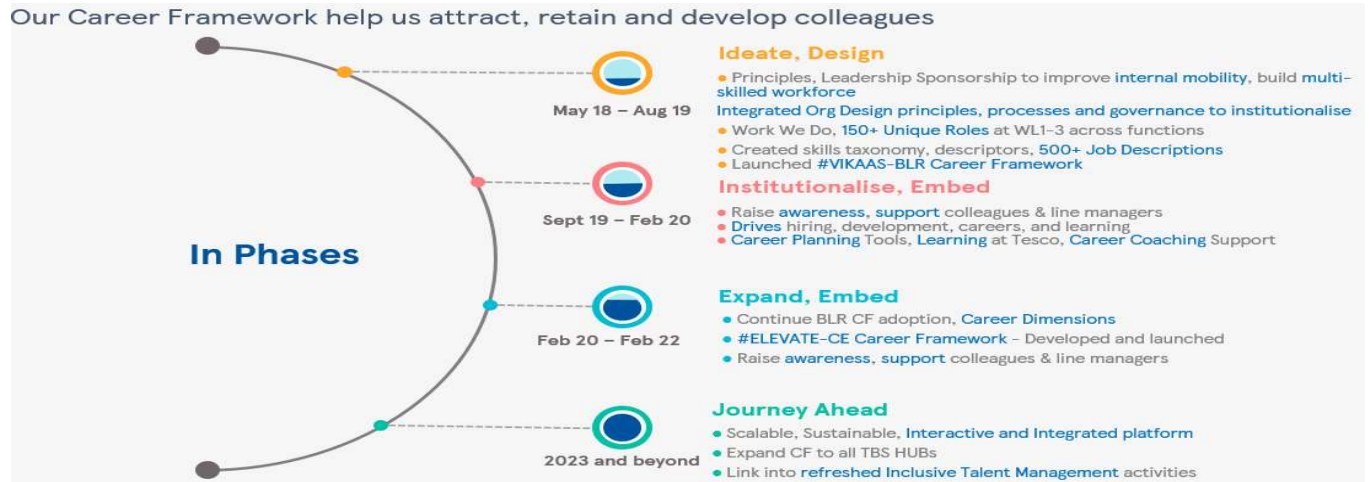 Our Career Framework help us attract, retain and develop colleagues
In Phases
May 18 – Aug 19
Ideate, Design
• Principles, Leadership Sponsorship to improve internal mobility, build multi-
skilled workforce
Integrated Org Design principles, processes and governance to institutionalise
• Work We Do, 150+ Unique Roles at WL1-3 across functions
• Created skills taxonomy, descriptors, 500+ Job Descriptions
• Launched #VIKAAS-BLR Career Framework
Sept 19 – Feb 20
Institutionalise, Embed
• Raise awareness, support colleagues & line managers
• Drives hiring, development, careers, and learning
• Career Planning Tools, Learning at Tesco, Career Coaching Support
Feb 20 – Feb 22
Expand, Embed
• Continue BLR CF adoption, Career Dimensions
• #ELEVATE-CE Career Framework - Developed and launched
• Raise awareness, support colleagues & line managers
2023 and beyond
Journey Ahead
• Scalable, Sustainable, Interactive and Integrated platform
• Expand CF to all TBS HUBs
• Link into refreshed Inclusive Talent Management activities